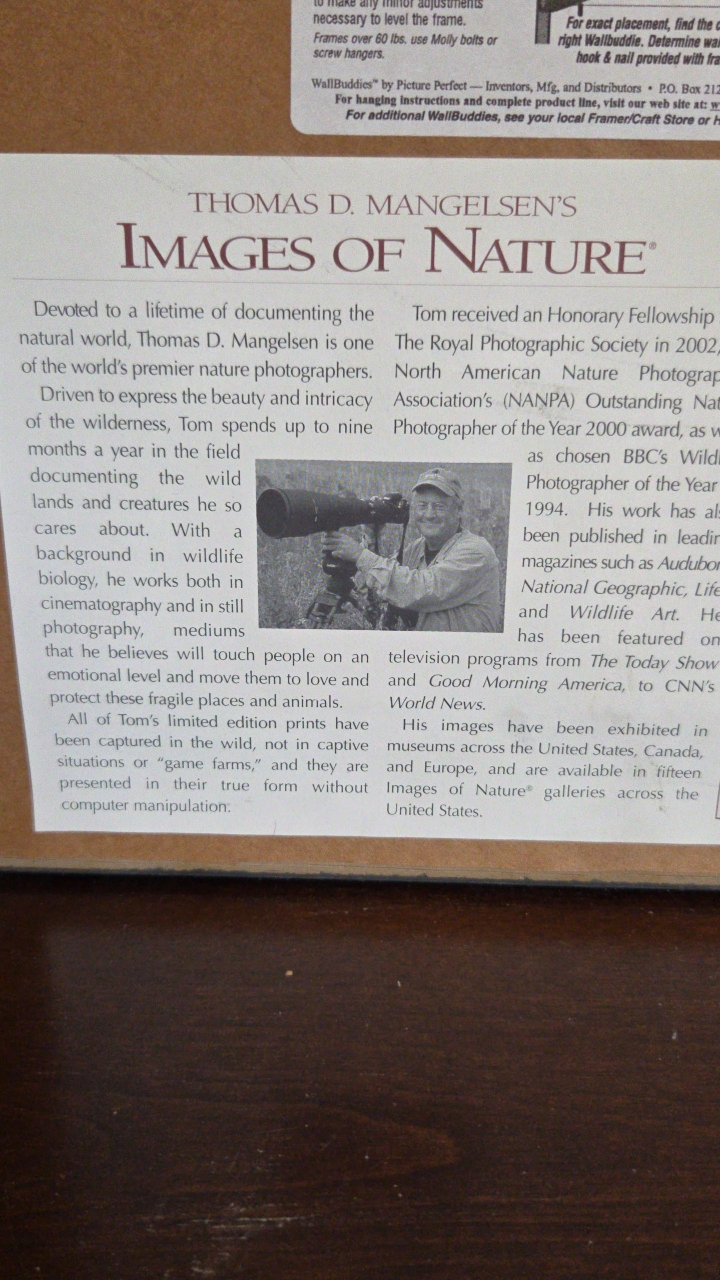 to make any minor adjustments
necessary to level the frame.
Frames over 60 lbs. use Molly bolts or
screw hangers.
For exact placement, find the
right Wallbuddie. Determine
hook & nail provided with
WallBuddies™ by Picture Perfect — Inventors, Mfg, and Distributors • P.O. Box 212
For hanging instructions and complete product line, visit our web site at:
For additional WallBuddies, see your local Framer/Craft Store or
THOMAS D. MANGELSEN'S
IMAGES OF NATURE®
Devoted to a lifetime of documenting the
natural world, Thomas D. Mangelsen is one
of the world's premier nature photographers.
Driven to express the beauty and intricacy
of the wilderness, Tom spends up to nine
months a year in the field
documenting the wild
lands and creatures he so
cares about. With a
background in wildlife
biology, he works both in
cinematography and in still
photography, mediums
that he believes will touch people on an
emotional level and move them to love and
protect these fragile places and animals.
All of Tom's limited edition prints have
been captured in the wild, not in captive
situations or "game farms," and they are
presented in their true form without
computer manipulation.
Tom received an Honorary Fellowship
The Royal Photographic Society in 2002,
North American Nature Photograp
Association's (NANPA) Outstanding Nat
Photographer of the Year 2000 award, as w
as chosen BBC's Wildl
Photographer of the Year
1994. His work has als
been published in leadin
magazines such as Audubon
National Geographic, Life
and Wildlife Art. He
has been featured on
television programs from The Today Show
and Good Morning America, to CNN's
World News.
His images have been exhibited in
museums across the United States, Canada,
and Europe, and are available in fifteen
Images of Nature® galleries across the
United States.